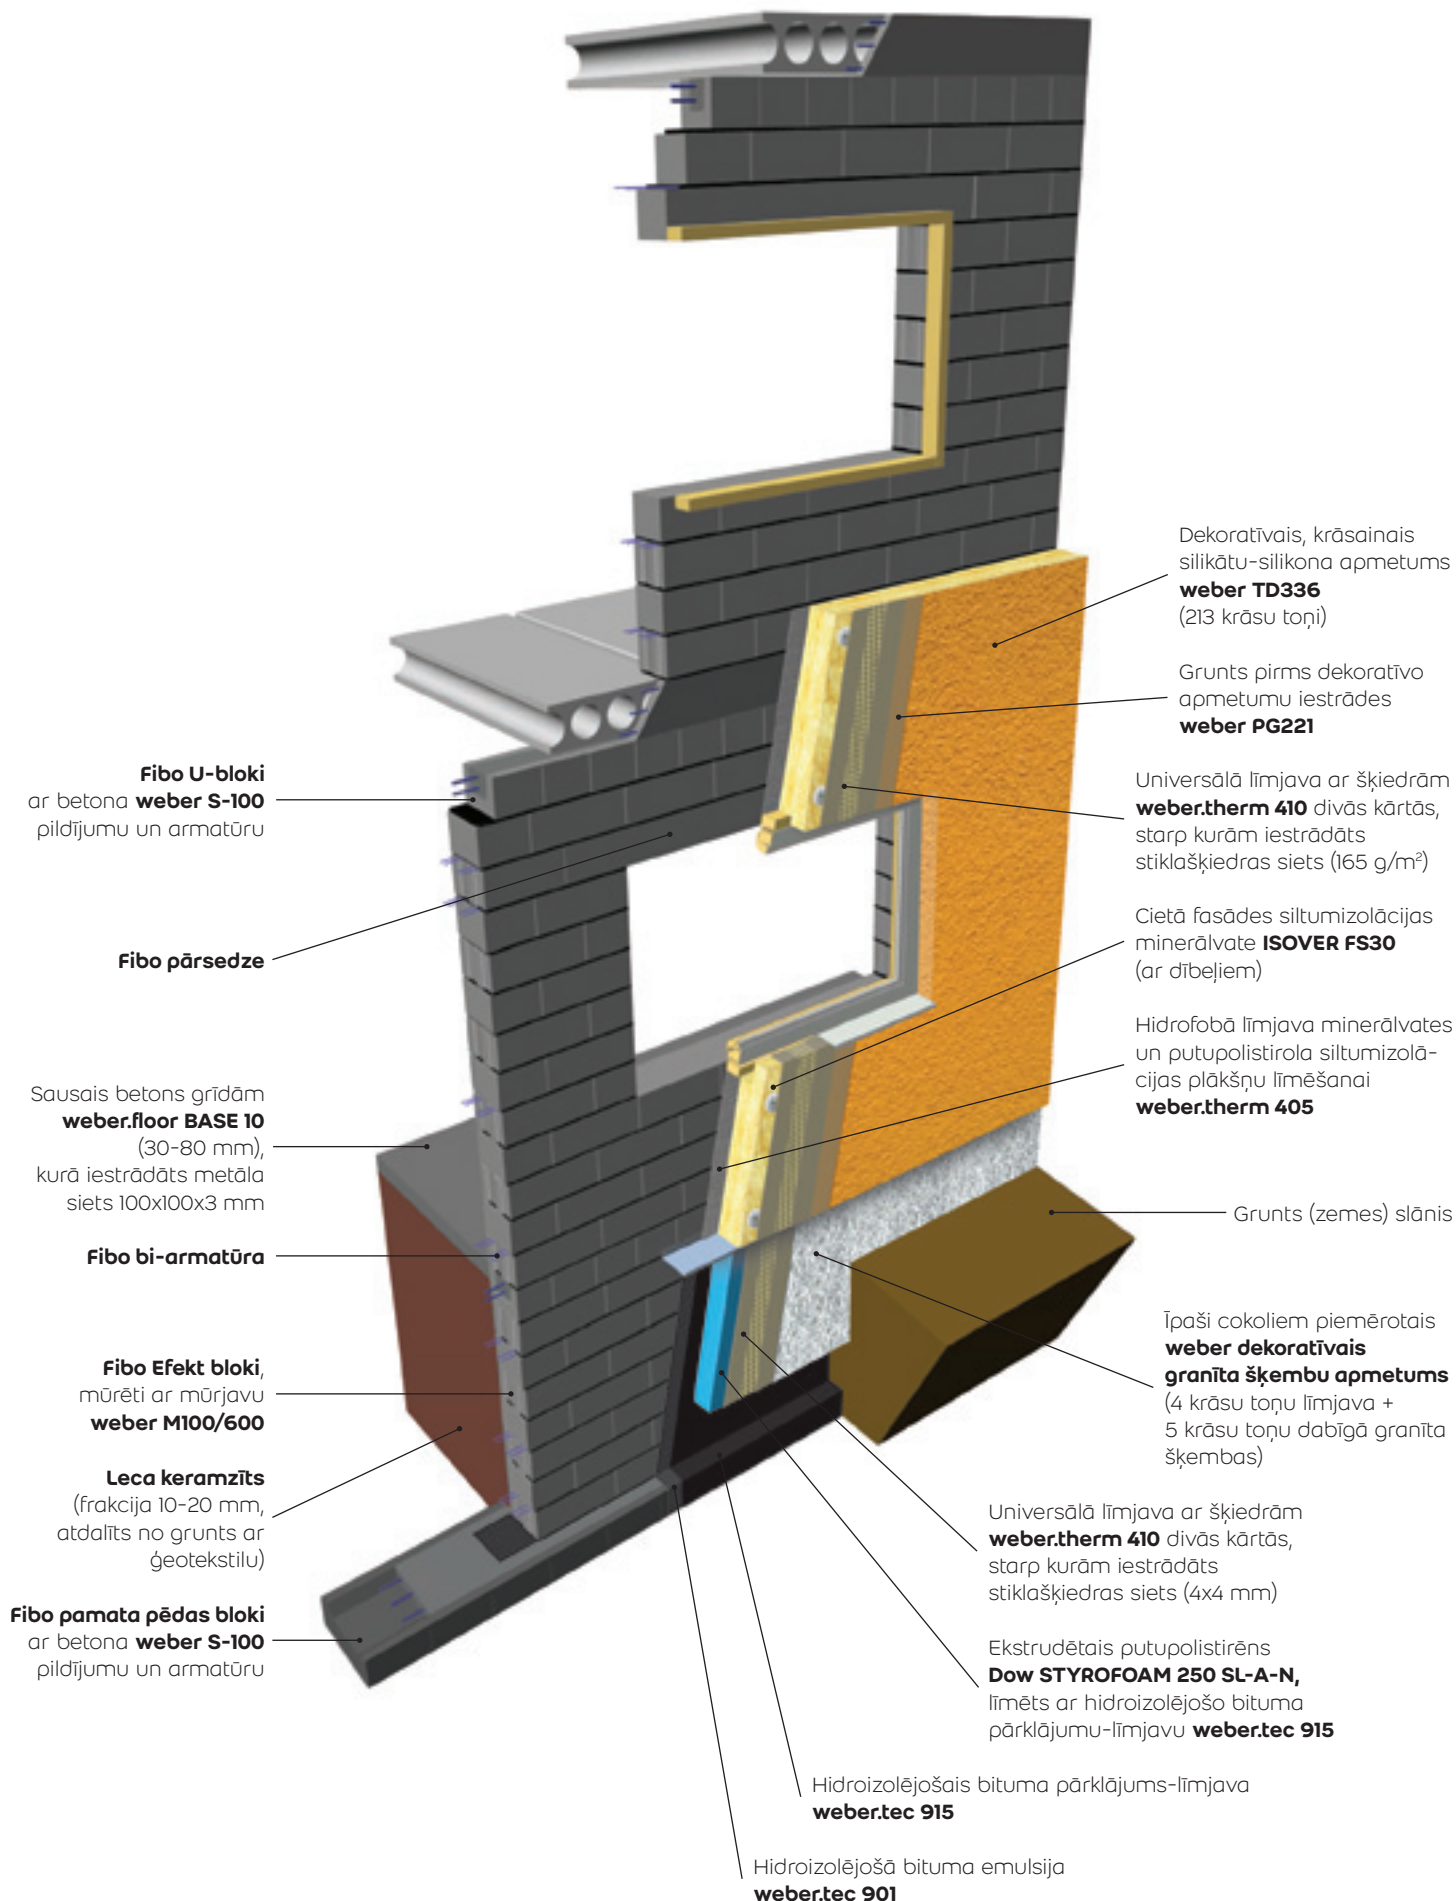 Dekoratīvais, krāsainais
silikātu-silikona apmetums
weber TD336
(213 krāsu toņi)
Grunts pirms dekoratīvo
apmetumu iestrādes
weber PG221
Universālā līmjava ar šķiedrām
weber.therm 410 divās kārtās,
starp kurām iestrādāts
stiklašķiedras siets (165 g/m²)
Cietā fasādes siltumizolācijas
minerālvate ISOVER FS30
(ar dībeļiem)
Hidrofobā līmjava minerālvates
un putupolistirola siltumizolā-
cijas plākšņu līmēšanai
weber.therm 405
Grunts (zemes) slānis
Īpaši cokoliem piemērotais
weber dekoratīvais
granīta šķembu apmetums
(4 krāsu toņu līmjava +
5 krāsu toņu dabīgā granīta
šķembas)
Universālā līmjava ar šķiedrām
weber.therm 410 divās kārtās,
starp kurām iestrādāts
stiklašķiedras siets (4x4 mm)
Ekstrudētais putupolistirēns
Dow STYROFOAM 250 SL-A-N,
līmēts ar hidroizolējošo bituma
pārklājumu-līmjavu weber.tec 915
Hidroizolējošais bituma pārklājums-līmjava
weber.tec 915
Hidroizolējošā bituma emulsija
weber.tec 901
Fibo U-bloki
ar betona weber S-100
pildījumu un armatūru
Fibo pārsedze
Sausais betons grīdām
weber.floor BASE 10
(30-80 mm),
kurā iestrādāts metāla
siets 100x100x3 mm
Fibo bi-armatūra
Fibo Efekt bloki,
mūrēti ar mūrjavu
weber M100/600
Leca keramzīts
(frakcija 10-20 mm,
atdalīts no grunts ar
ģeotekstilu)
Fibo pamata pēdas bloki
ar betona weber S-100
pildījumu un armatūru